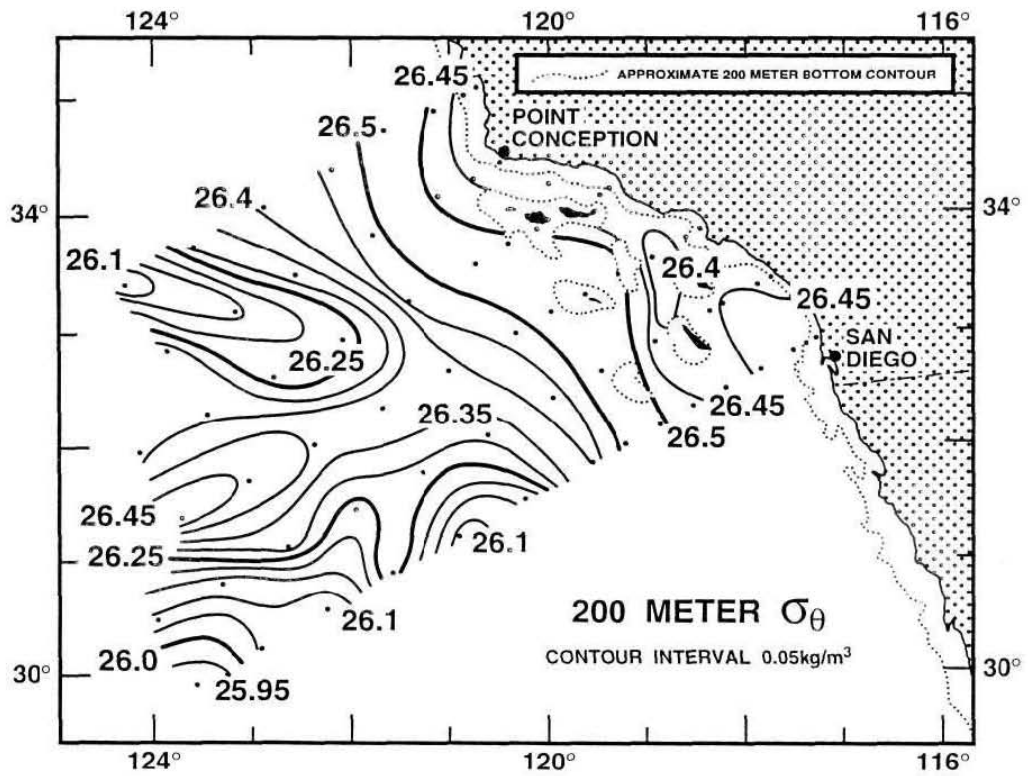 124° 120° 116°
26.45
APPROXIMATE 200 METER BOTTOM CONTOUR
26.5
POINT
CONCEPTION
26.4
34° 34°
26.1
26.4
26.45
26.25
SAN
DIEGO
26.35
26.45
26.5
26.45
26.25
26.1
26.1
200 METER σθ
CONTOUR INTERVAL 0.05kg/m³
26.0
30° 30°
25.95
124° 120° 116°